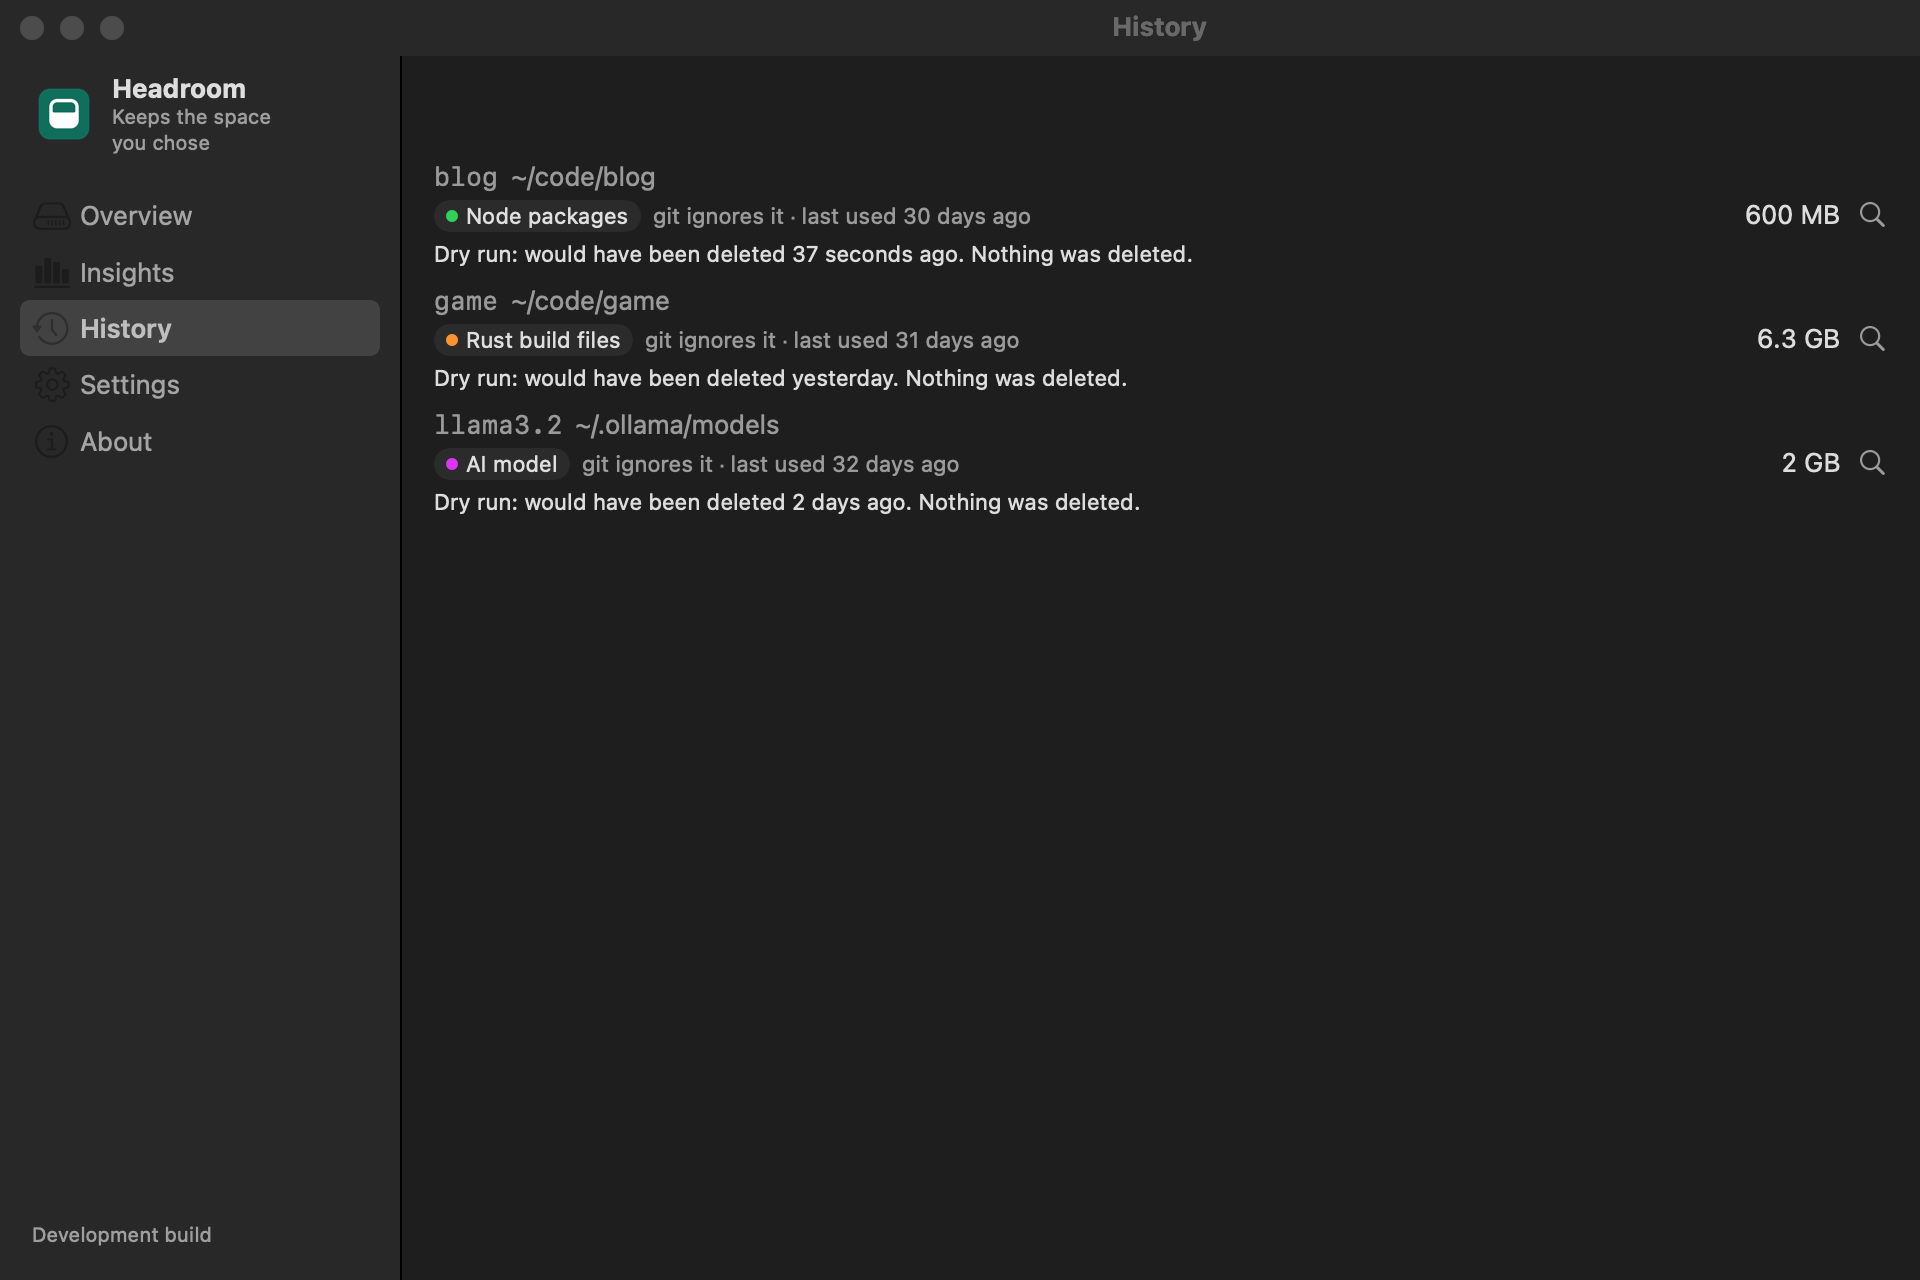 History
Headroom
Keeps the space
you chose
Overview
Insights
History
Settings
About
Development build
blog ~/code/blog
Node packages git ignores it · last used 30 days ago
600 MB
Dry run: would have been deleted 37 seconds ago. Nothing was deleted.
game ~/code/game
Rust build files git ignores it · last used 31 days ago
6.3 GB
Dry run: would have been deleted yesterday. Nothing was deleted.
llama3.2 ~/.ollama/models
AI model git ignores it · last used 32 days ago
2 GB
Dry run: would have been deleted 2 days ago. Nothing was deleted.